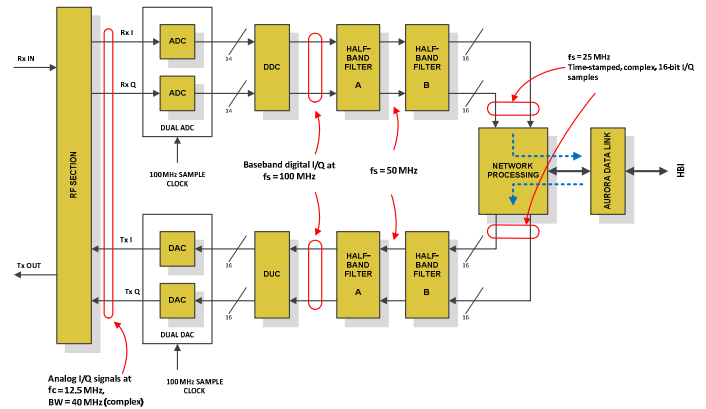 Rx IN
RF SECTION
Rx I
Rx Q
ADC
ADC
DUAL ADC
100 MHz SAMPLE
CLOCK
14
14
DDC
HALF-
BAND
FILTER
A
HALF-
BAND
FILTER
B
16
16
fs = 25 MHz
Time-stamped, complex, 16-bit I/Q
samples
Baseband digital I/Q at
fs = 100 MHz
fs = 50 MHz
NETWORK
PROCESSING
AURORA DATA LINK
HBI
Tx OUT
Tx I
Tx Q
DAC
DAC
DUAL DAC
100 MHz SAMPLE
CLOCK
16
16
DUC
HALF-
BAND
FILTER
A
HALF-
BAND
FILTER
B
16
16
Analog I/Q signals at
fc = 12.5 MHz,
BW = 40 MHz (complex)